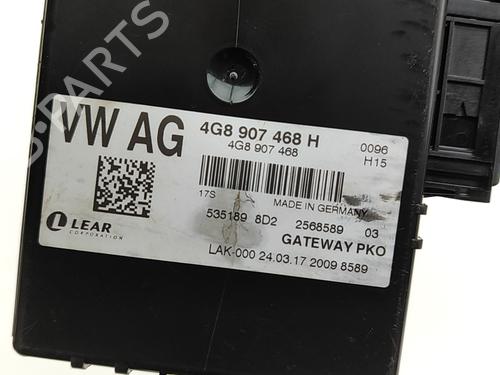 B-PARTS
VW AG
4G8 907 468 H
4G8 907 468
0096
H15
17S
MADE IN GERMANY
535189 8D2 2568589 03
LEAR
CORPORATION
GATEWAY PKO
LAK-000 24.03.17 2009 8589